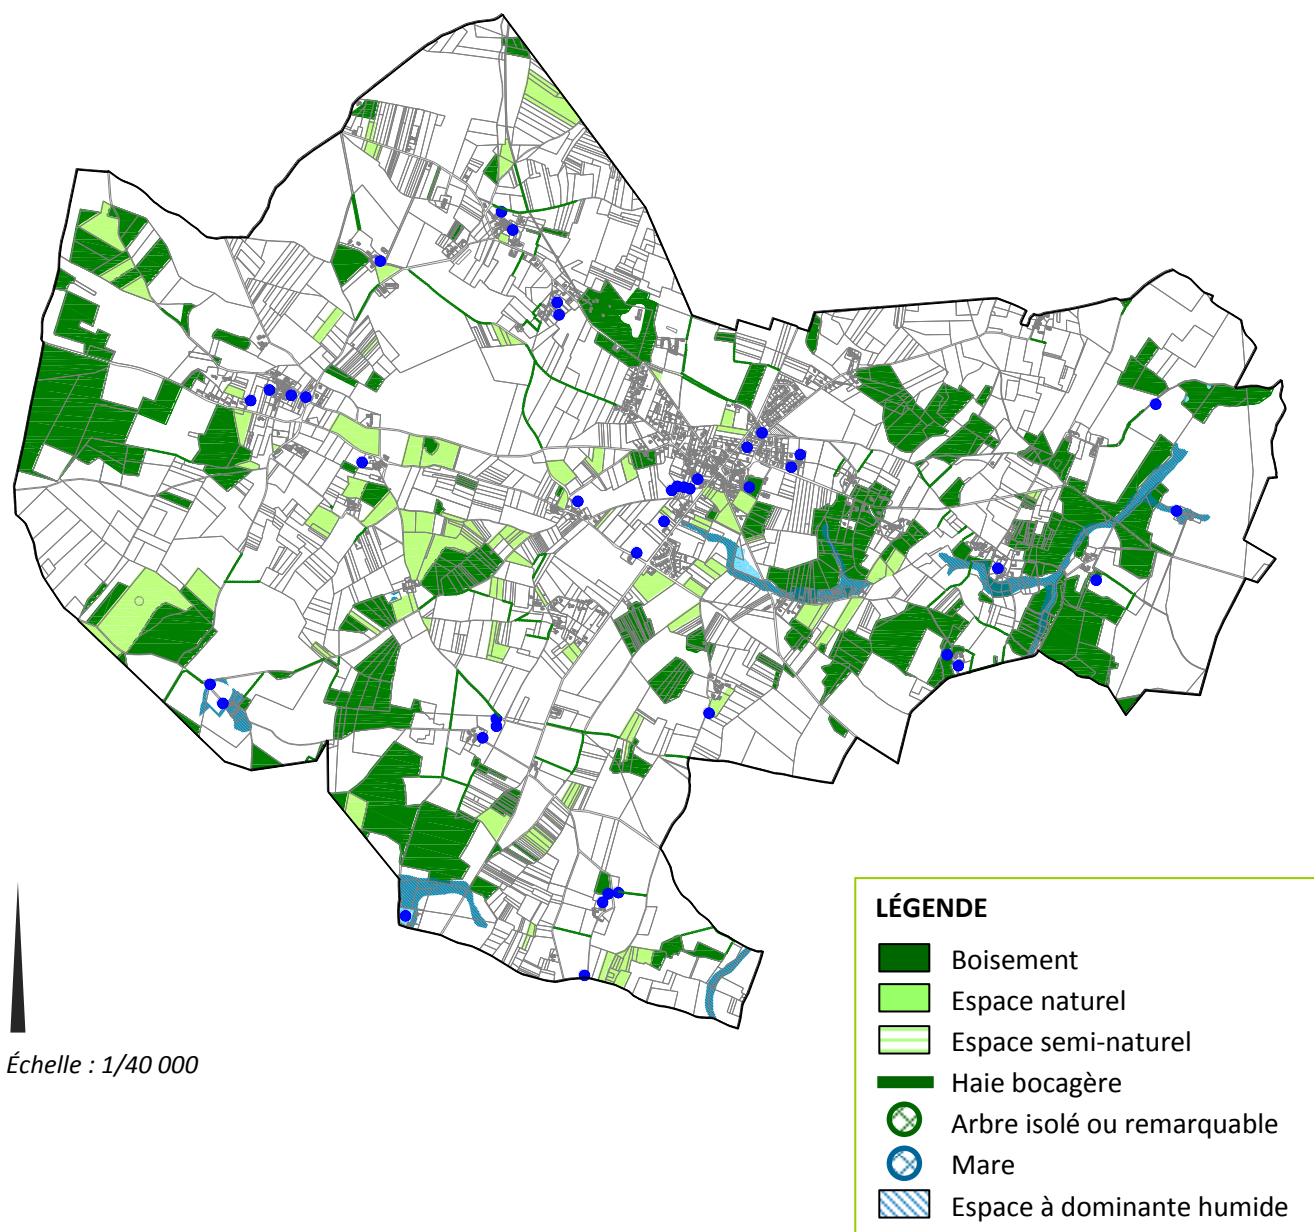 Échelle : 1/40 000
LÉGENDE
Boisement
Espace naturel
Espace semi-naturel
Haie bocagère
Arbre isolé ou remarquable
Mare
Espace à dominante humide